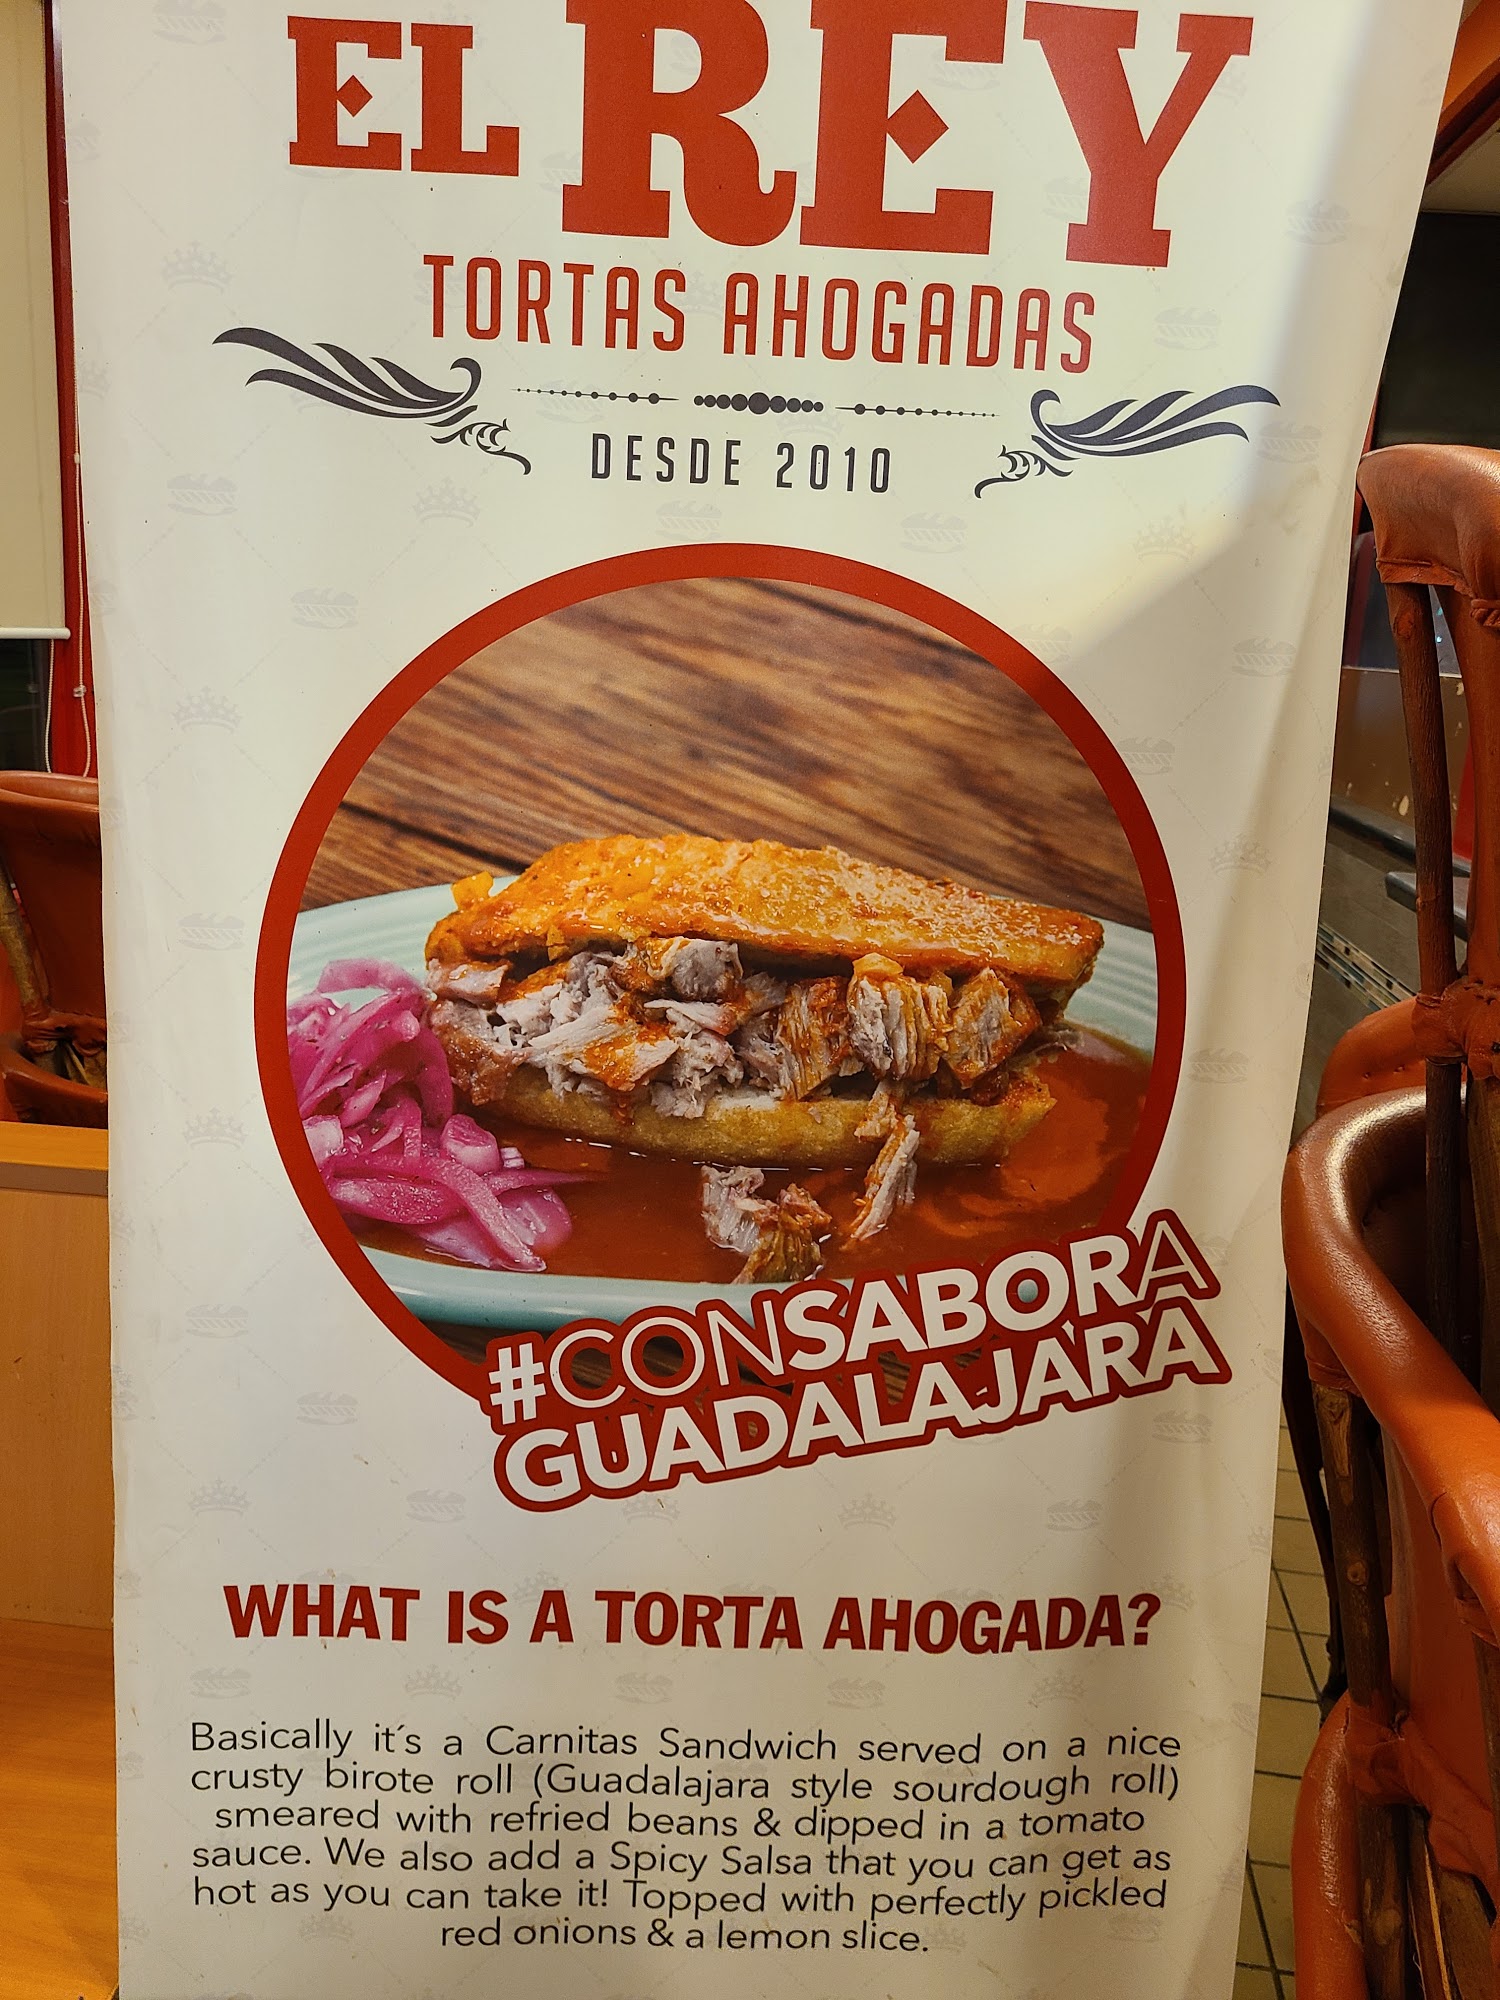 EL REY
TORTAS AHOGADAS
DESDE 2010
#CONSABORA
GUADALAJARA
WHAT IS A TORTA AHOGADA?
Basically it´s a Carnitas Sandwich served on a nice
crusty birote roll (Guadalajara style sourdough roll)
smeared with refried beans & dipped in a tomato
sauce. We also add a Spicy Salsa that you can get as
hot as you can take it! Topped with perfectly pickled
red onions & a lemon slice.